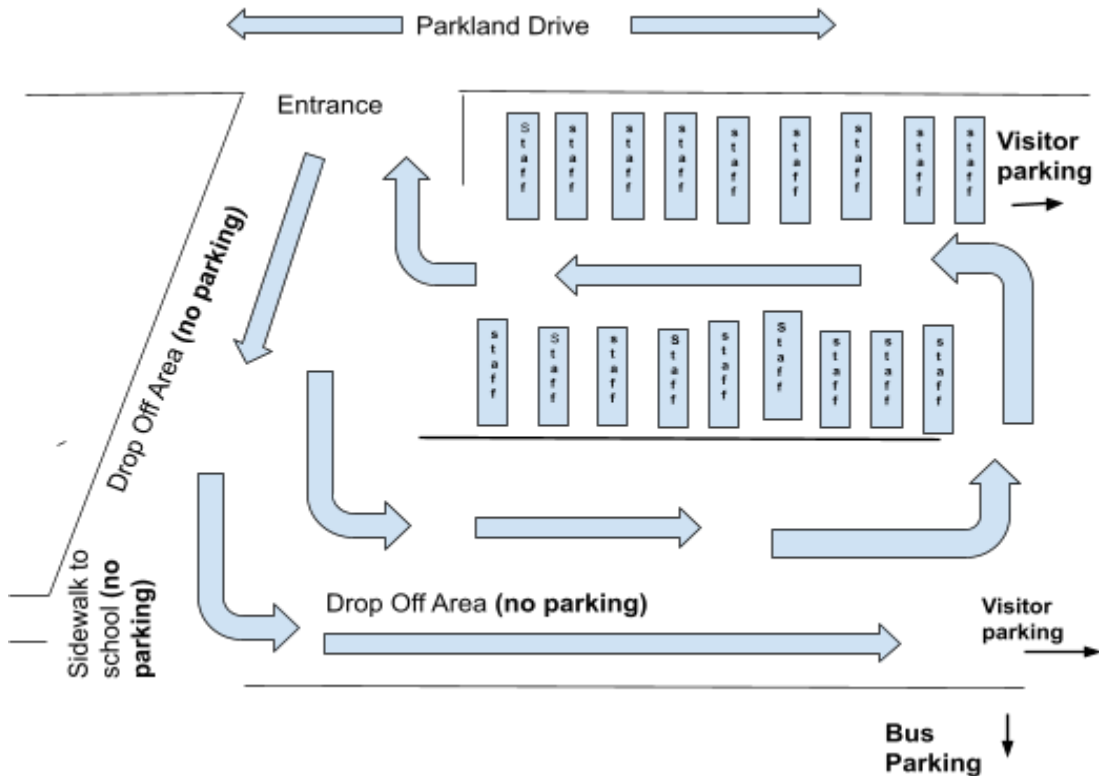 Parkland Drive
Entrance
Staff
staff
staff
staff
staff
staff
staff
staff
staff
Visitor
parking
Drop Off Area (no parking)
staff
Staff
staff
Staff
staff
Staff
staff
staff
staff
Sidewalk to
school (no
parking)
Drop Off Area (no parking)
Visitor
parking
Bus
Parking